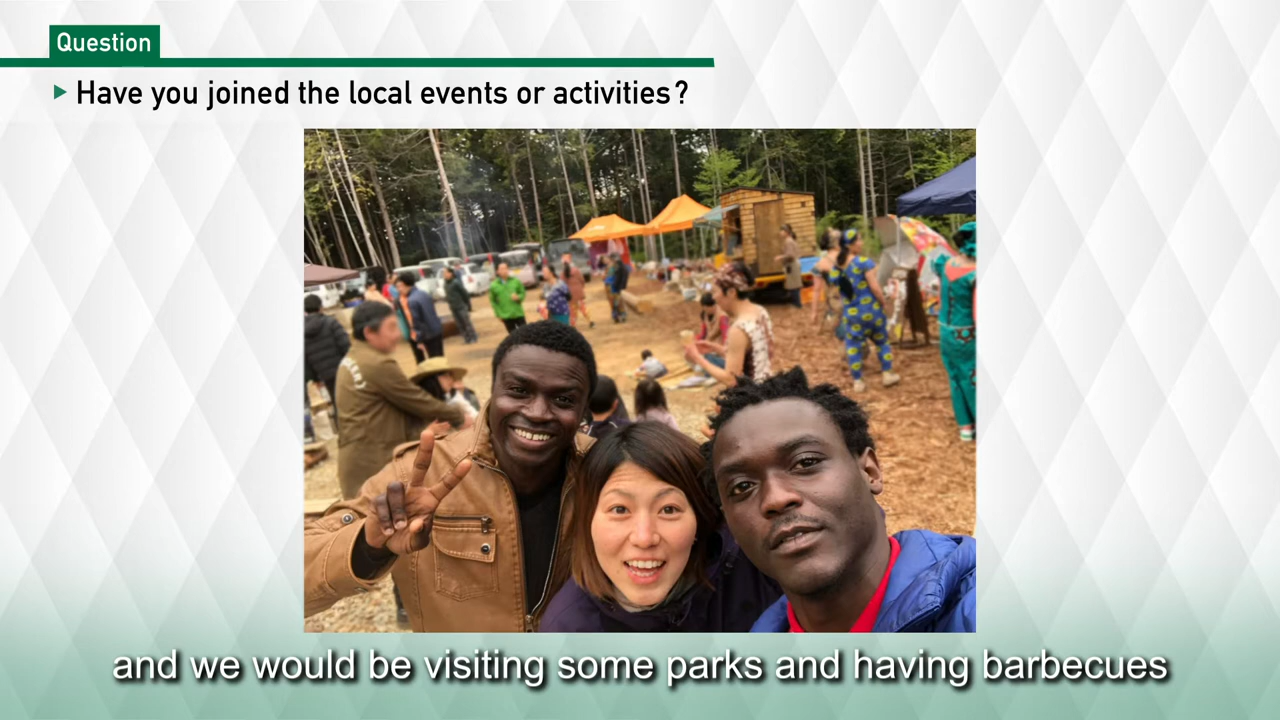 Question
▶ Have you joined the local events or activities?
and we would be visiting some parks and having barbecues